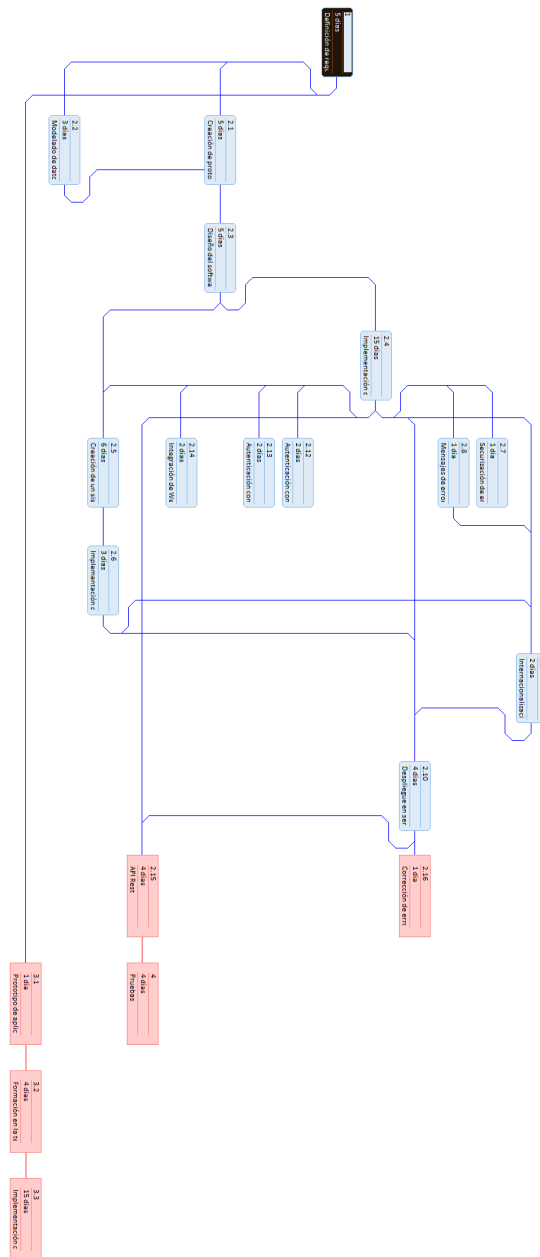 1
5 días
Definición de requ
2.2
3 días
Modelado de datc
2.1
5 días
Creación de proto
2.3
5 días
Diseño del softwa
2.4
15 días
Implementación c
2.5
6 días
Creación de un sis
2.14
2 días
Integración de We
2.13
2 días
Autenticación con
2.12
2 días
Autenticación con
2.8
1 día
Mensajes de erroi
2.7
1 día
Securización de er
2.6
3 días
Implementación c
2 días
Internacionalizaci
2.10
4 días
Despliegue en ser
2.15
4 días
API Rest
2.16
1 día
Corrección de erro
3.1
1 día
Prototipo de aplic
4
4 días
Pruebas
3.2
4 días
Formación en la te
3.3
15 días
Implementación c